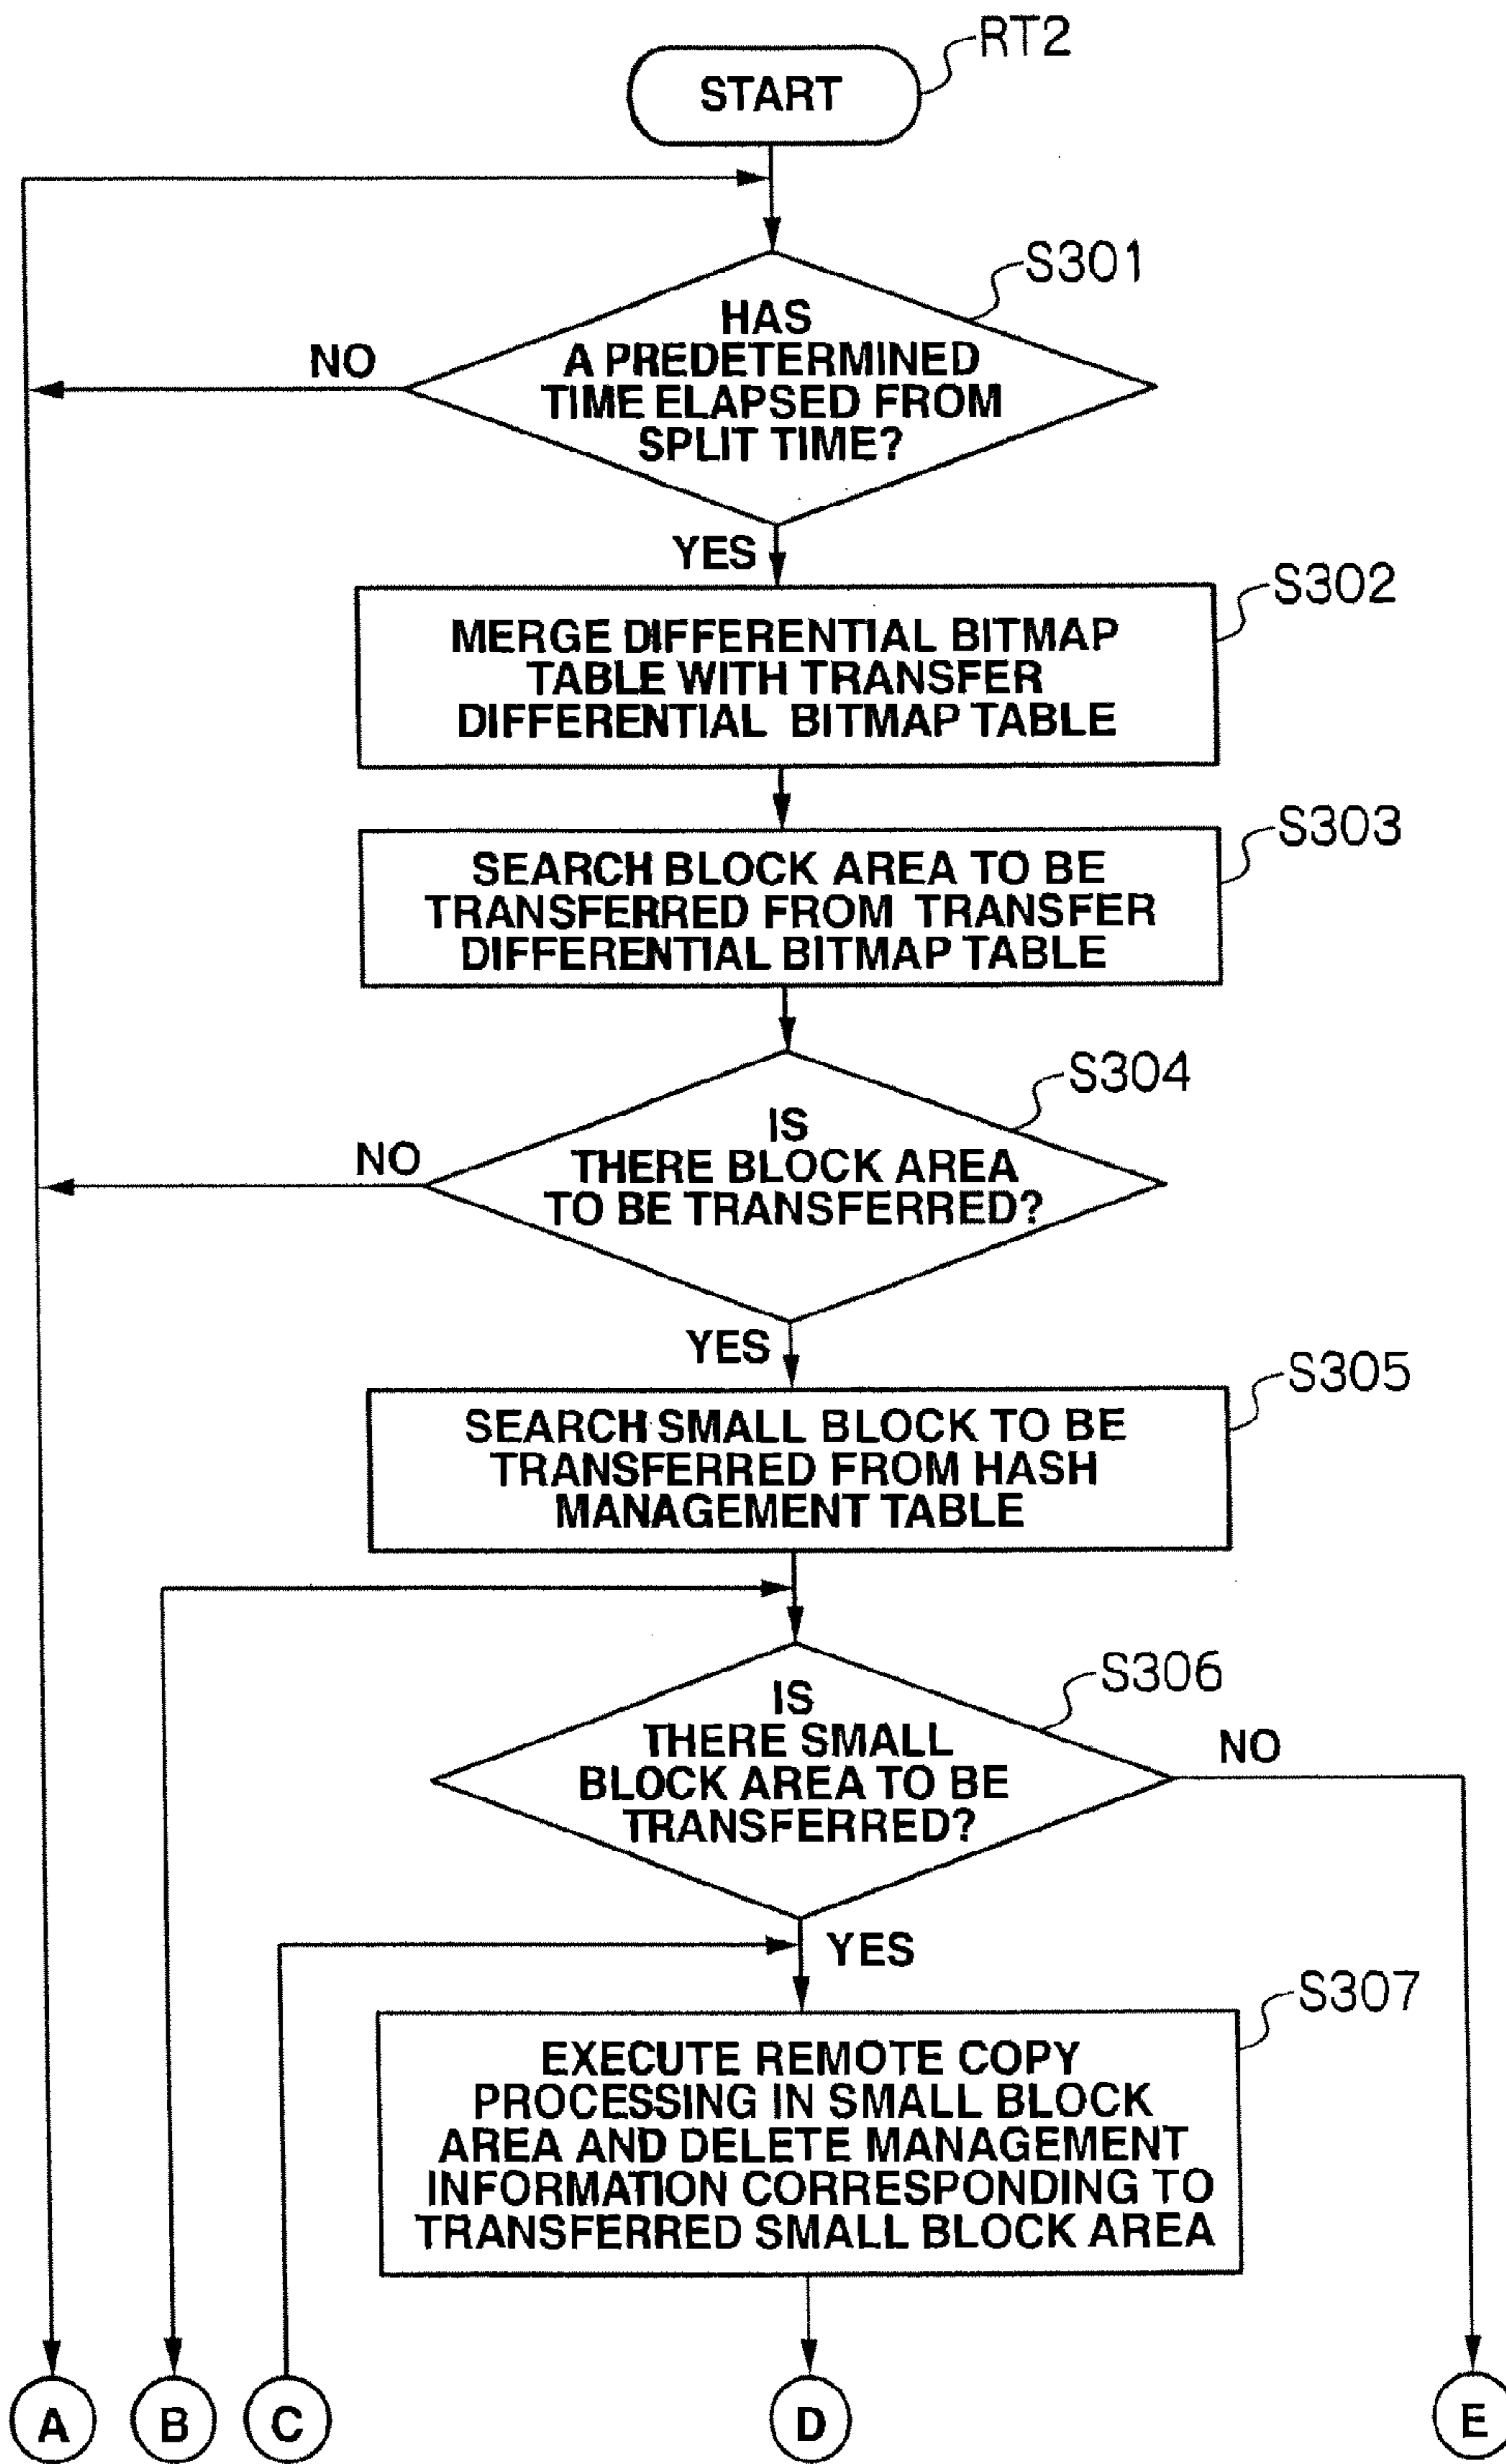 RT2
START
S301
HAS
A PREDETERMINED
TIME ELAPSED FROM
SPLIT TIME?
NO
YES
S302
MERGE DIFFERENTIAL BITMAP
TABLE WITH TRANSFER
DIFFERENTIAL BITMAP TABLE
S303
SEARCH BLOCK AREA TO BE
TRANSFERRED FROM TRANSFER
DIFFERENTIAL BITMAP TABLE
S304
IS
THERE BLOCK AREA
TO BE TRANSFERRED?
NO
YES
S305
SEARCH SMALL BLOCK TO BE
TRANSFERRED FROM HASH
MANAGEMENT TABLE
S306
IS
THERE SMALL
BLOCK AREA TO BE
TRANSFERRED?
NO
YES
S307
EXECUTE REMOTE COPY
PROCESSING IN SMALL BLOCK
AREA AND DELETE MANAGEMENT
INFORMATION CORRESPONDING TO
TRANSFERRED SMALL BLOCK AREA
A B C D E